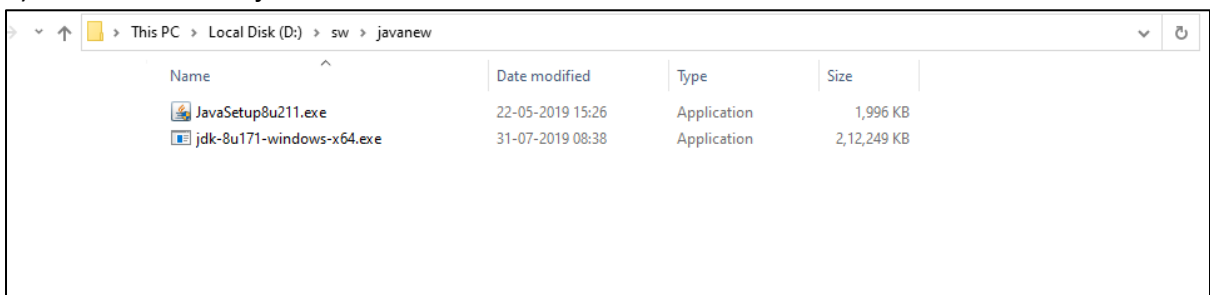 This PC > Local Disk (D:) > sw > javanew
Name Date modified Type Size
JavaSetup8u211.exe 22-05-2019 15:26 Application 1,996 KB
jdk-8u171-windows-x64.exe 31-07-2019 08:38 Application 2,12,249 KB